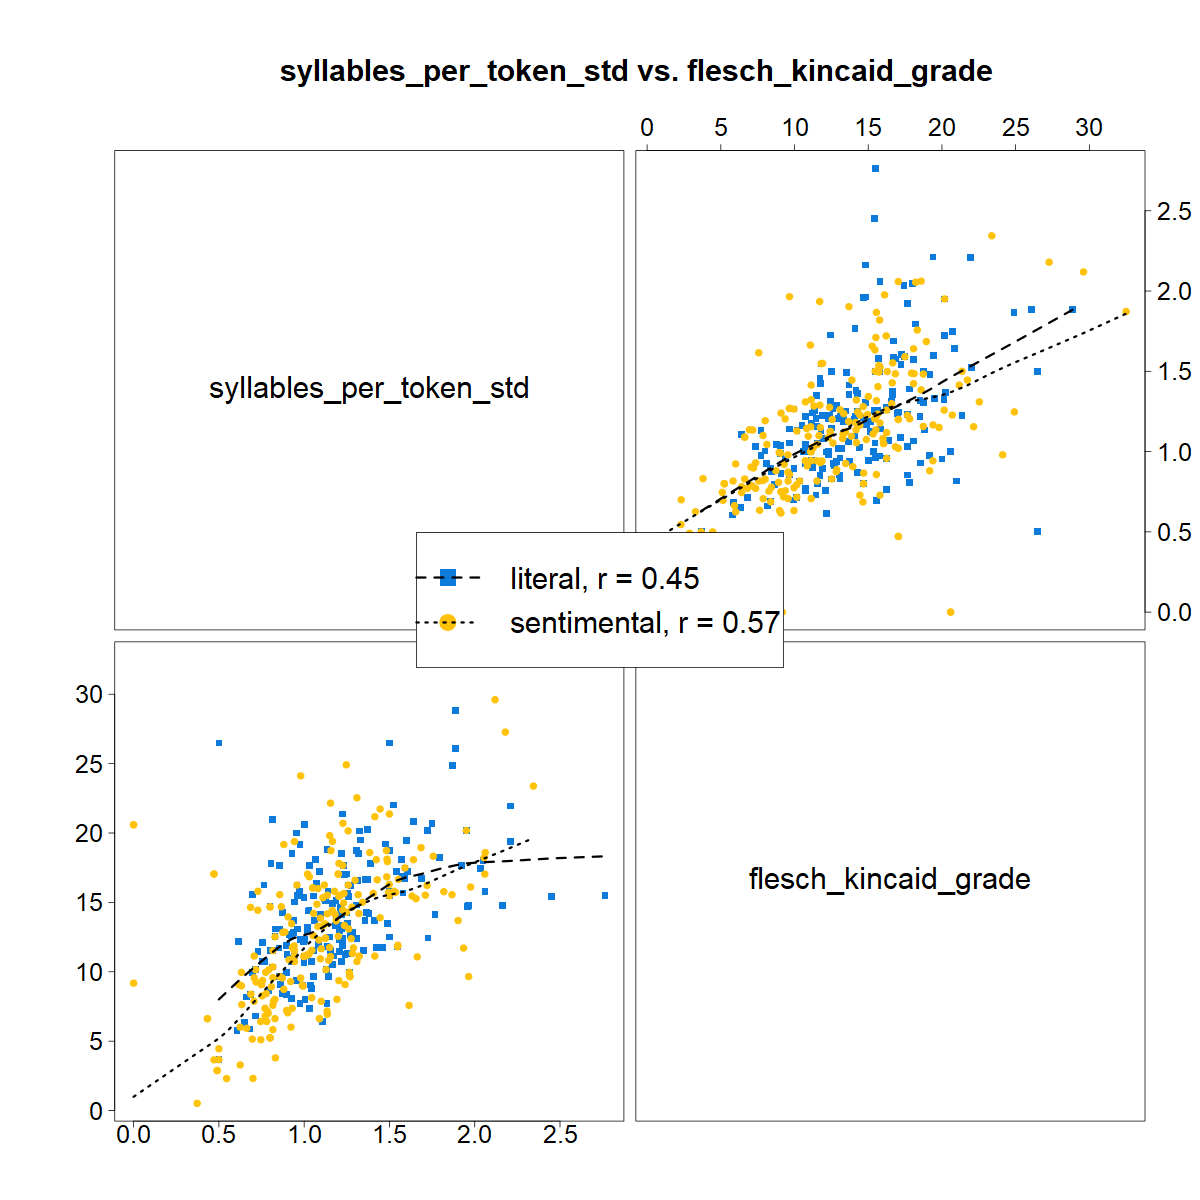 syllables_per_token_std vs. flesch_kincaid_grade
0 5 10 15 20 25 30
syllables_per_token_std
2.5
2.0
1.5
1.0
0.5
0.0
literal, r = 0.45
sentimental, r = 0.57
30
25
20
15
10
5
0
flesch_kincaid_grade
0.0 0.5 1.0 1.5 2.0 2.5